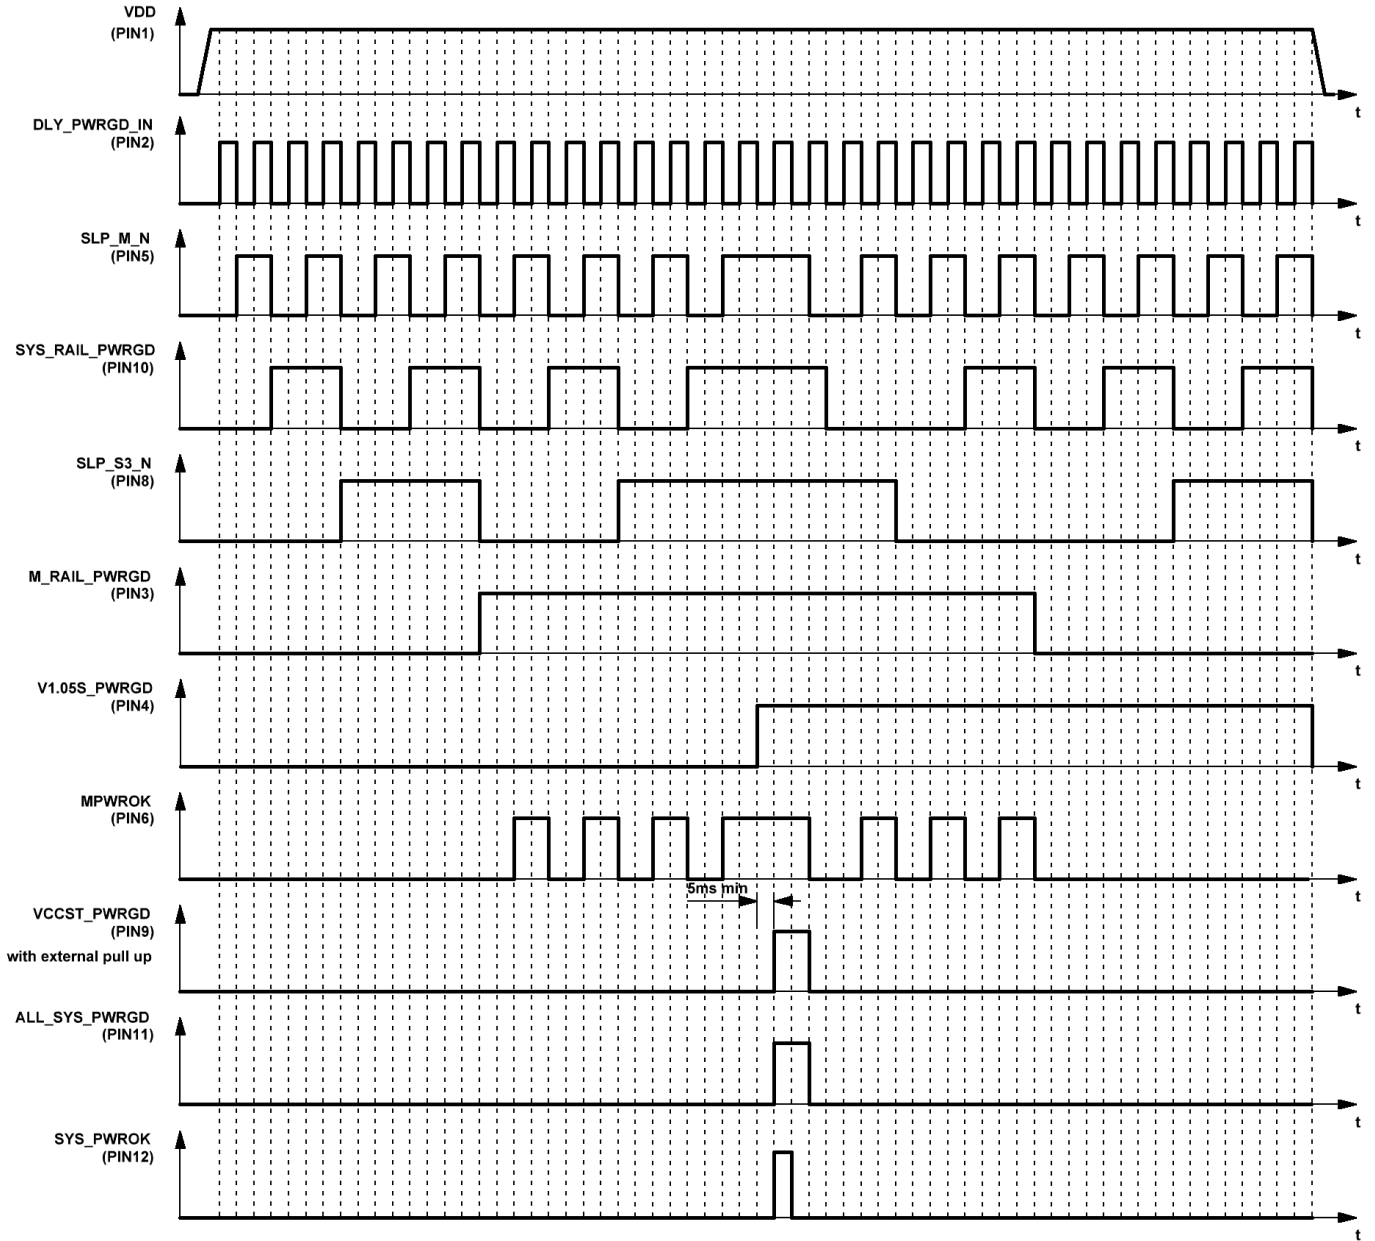 VDD
(PIN1)
t
DLY_PWRGD_IN
(PIN2)
t
SLP_M_N
(PIN5)
t
SYS_RAIL_PWRGD
(PIN10)
t
SLP_S3_N
(PIN8)
t
M_RAIL_PWRGD
(PIN3)
t
V1.05S_PWRGD
(PIN4)
t
MPWROK
(PIN6)
t
5ms min
VCCST_PWRGD
(PIN9)
with external pull up
t
ALL_SYS_PWRGD
(PIN11)
t
SYS_PWROK
(PIN12)
t